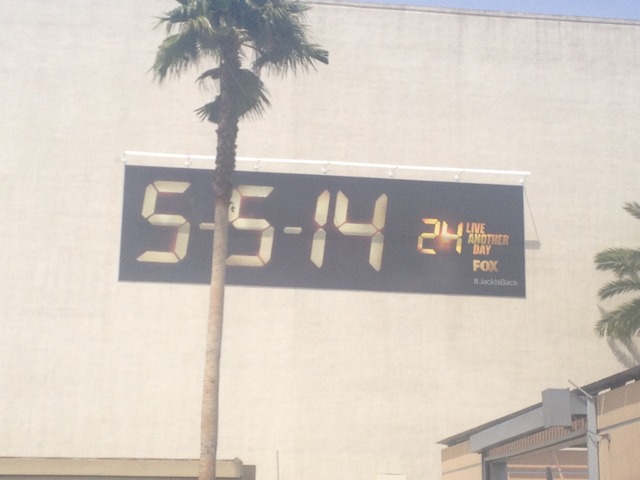 5-5-14
24 LIVE
ANOTHER
DAY
FOX
#JackIsBack